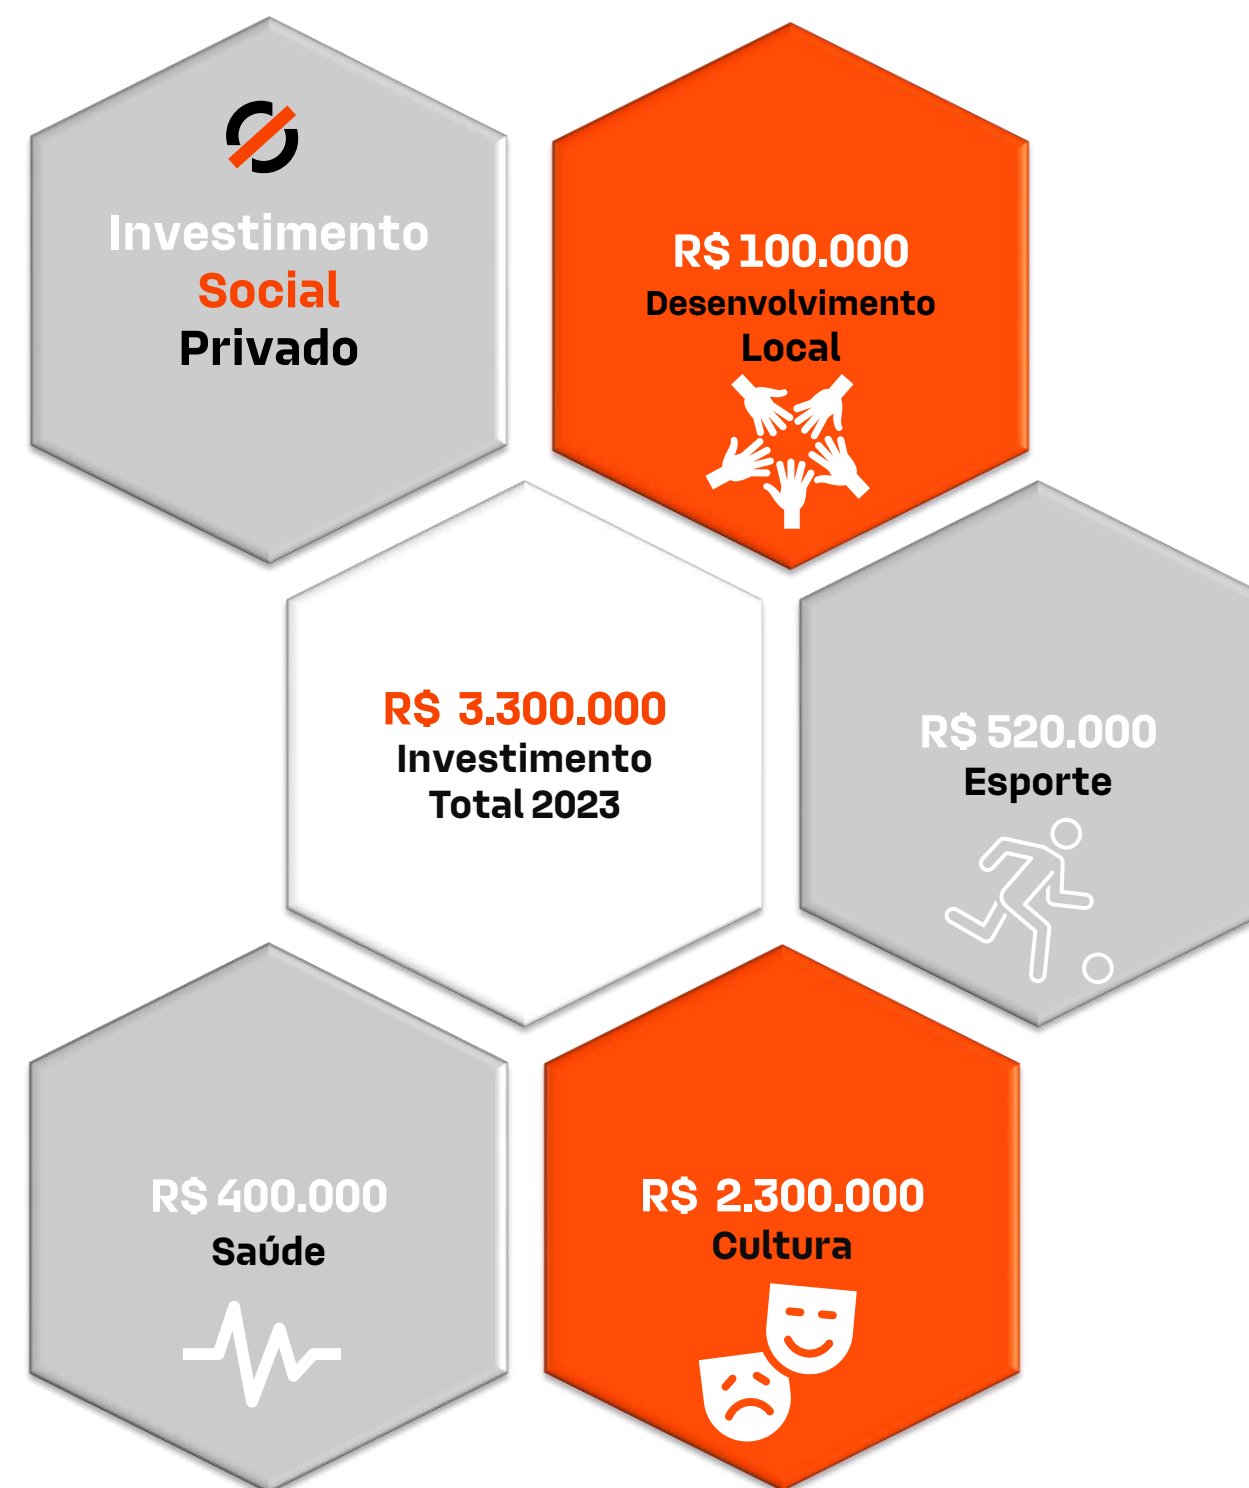 Investimento
Social
Privado
R$ 100.000
Desenvolvimento
Local
R$ 3.300.000
Investimento
Total 2023
R$ 520.000
Esporte
R$ 400.000
Saúde
R$ 2.300.000
Cultura